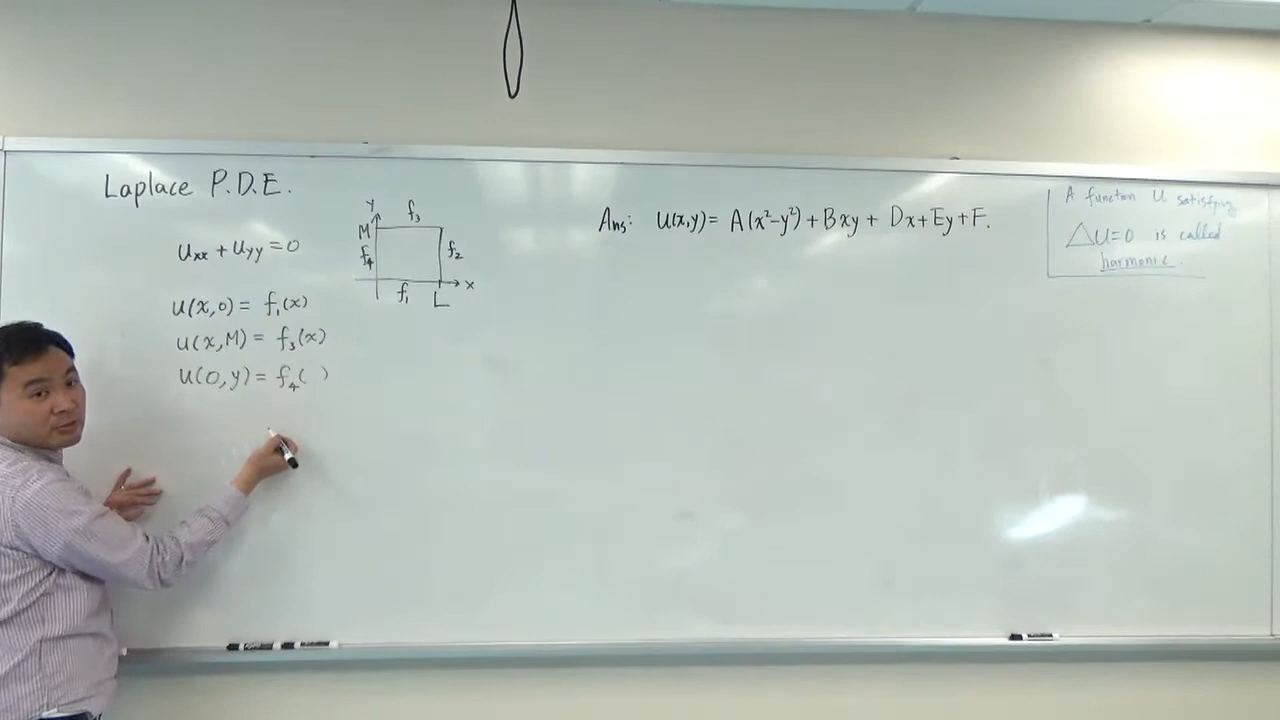 Laplace P.D.E.
uₓₓ + u_yy = 0
u(x,0) = f₁(x)
u(x,M) = f₃(x)
u(0,y) = f₄( )
y
f₃
M
f₄
f₂
x
f₁
L
Ans: u(x,y) = A(x²-y²) + Bxy + Dx+Ey+F.
A function u satisfying
△u=0 is called
harmonic.